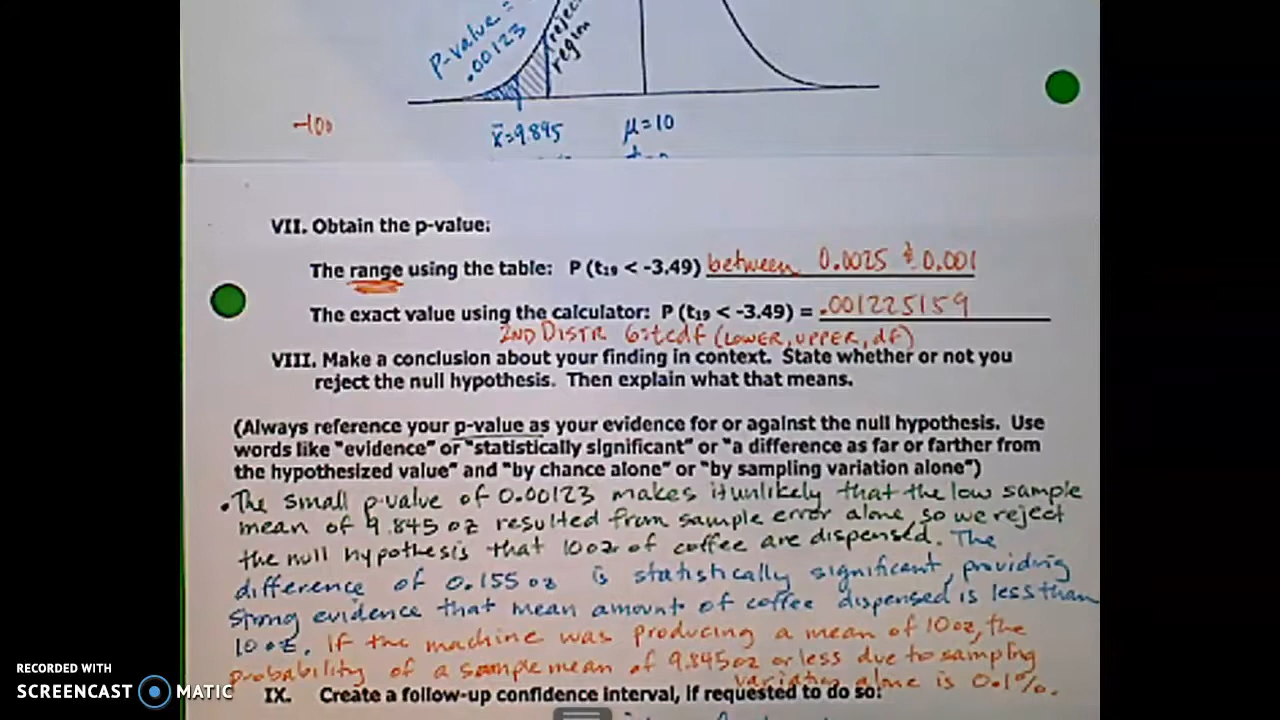 P-value =
.00123
reject
region
-100
x̄=9.895
μ=10
VII. Obtain the p-value:
The range using the table: P (t₁₉ < -3.49) between 0.0025 & 0.001
The exact value using the calculator: P (t₁₉ < -3.49) = .001225159
2ND DISTR 6:tcdf (LOWER, UPPER, df)
VIII. Make a conclusion about your finding in context. State whether or not you
reject the null hypothesis. Then explain what that means.
(Always reference your p-value as your evidence for or against the null hypothesis. Use
words like "evidence" or "statistically significant" or "a difference as far or farther from
the hypothesized value" and "by chance alone" or "by sampling variation alone")
• The small p-value of 0.00123 makes it unlikely that the low sample
mean of 9.845 oz resulted from sample error alone, so we reject
the null hypothesis that 10 oz of coffee are dispensed. The
difference of 0.155 oz is statistically significant, providing
strong evidence that mean amount of coffee dispensed is less than
10 oz. If the machine was producing a mean of 10 oz, the
probability of a sample mean of 9.845 oz or less due to sampling
variation alone is 0.1%.
IX. Create a follow-up confidence interval, if requested to do so:
RECORDED WITH
SCREENCAST MATIC